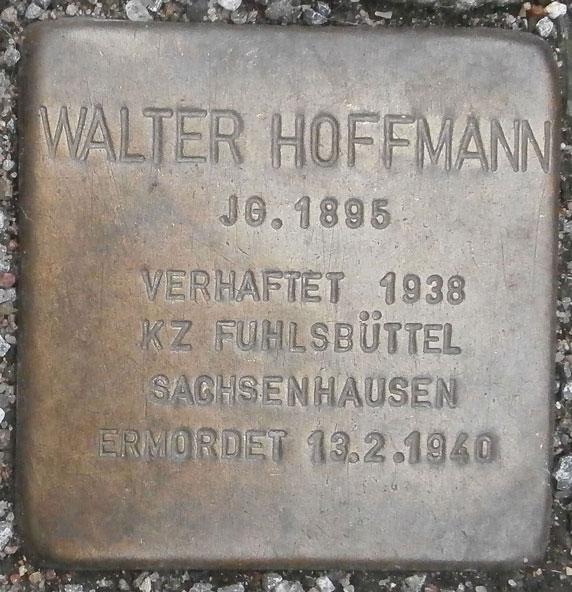 WALTER HOFFMANN
JG. 1895
VERHAFTET 1938
KZ FUHLSBÜTTEL
SACHSENHAUSEN
ERMORDET 13.2.1940